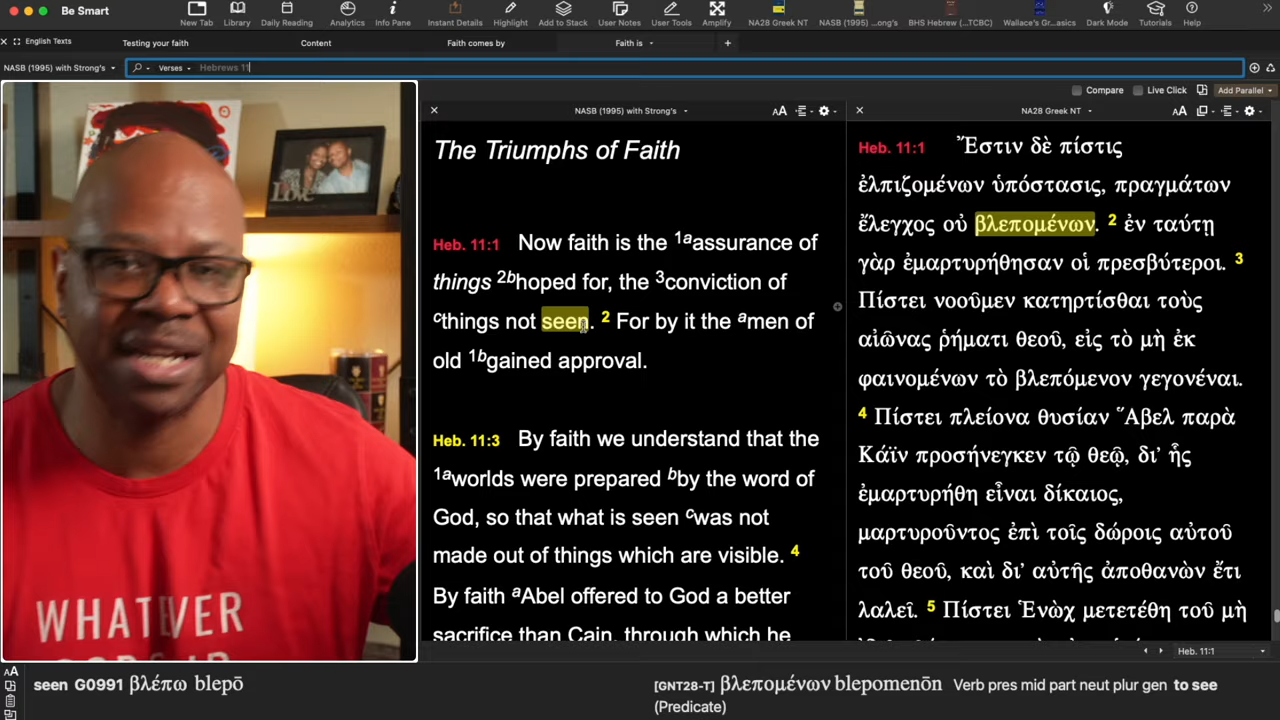 Be Smart
New Tab
Library
Daily Reading
Analytics
Info Pane
Instant Details
Highlight
Add to Stack
User Notes
User Tools
Amplify
NA28 Greek NT
NASB (1995) ...ong's
BHS Hebrew (...TCBC)
Wallace's Gr...asics
Dark Mode
Tutorials
Help
English Texts
Testing your faith
Content
Faith comes by
Faith is
NASB (1995) with Strong's
Verses
Hebrews 11
Compare
Live Click
Add Parallel
NASB (1995) with Strong's
The Triumphs of Faith
Heb. 11:1 Now faith is the 1aassurance of
things 2bhoped for, the 3conviction of
cthings not seen. 2 For by it the amen of
old 1bgained approval.
Heb. 11:3 By faith we understand that the
1aworlds were prepared bby the word of
God, so that what is seen cwas not
made out of things which are visible. 4
By faith aAbel offered to God a better
sacrifice than Cain, through which he
NA28 Greek NT
Heb. 11:1 Ἔστιν δὲ πίστις
ἐλπιζομένων ὑπόστασις, πραγμάτων
ἔλεγχος οὐ βλεπομένων. 2 ἐν ταύτῃ
γὰρ ἐμαρτυρήθησαν οἱ πρεσβύτεροι. 3
Πίστει νοοῦμεν κατηρτίσθαι τοὺς
αἰῶνας ῥήματι θεοῦ, εἰς τὸ μὴ ἐκ
φαινομένων τὸ βλεπόμενον γεγονέναι.
4 Πίστει πλείονα θυσίαν Ἅβελ παρὰ
Κάϊν προσήνεγκεν τῷ θεῷ, δι’ ἧς
ἐμαρτυρήθη εἶναι δίκαιος,
μαρτυροῦντος ἐπὶ τοῖς δώροις αὐτοῦ
τοῦ θεοῦ, καὶ δι’ αὐτῆς ἀποθανὼν ἔτι
λαλεῖ. 5 Πίστει Ἑνὼχ μετετέθη τοῦ μὴ
Heb. 11:1
LOVE
WHATEVER
seen G0991 βλέπω blepō
[GNT28-T] βλεπομένων blepomenōn Verb pres mid part neut plur gen to see
(Predicate)